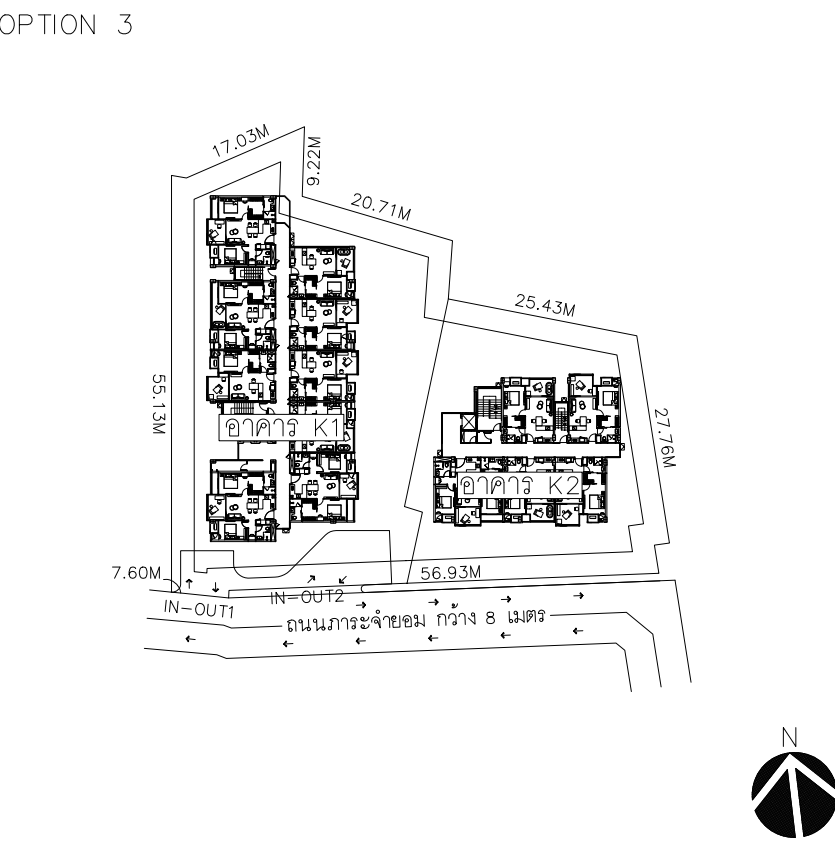 OPTION 3
17.03M
9.22M
20.71M
25.43M
55.13M
27.76M
อาคาร K1
อาคาร K2
7.60M
56.93M
IN-OUT1
IN-OUT2
ถนนภาระจำยอม กว้าง 8 เมตร
N